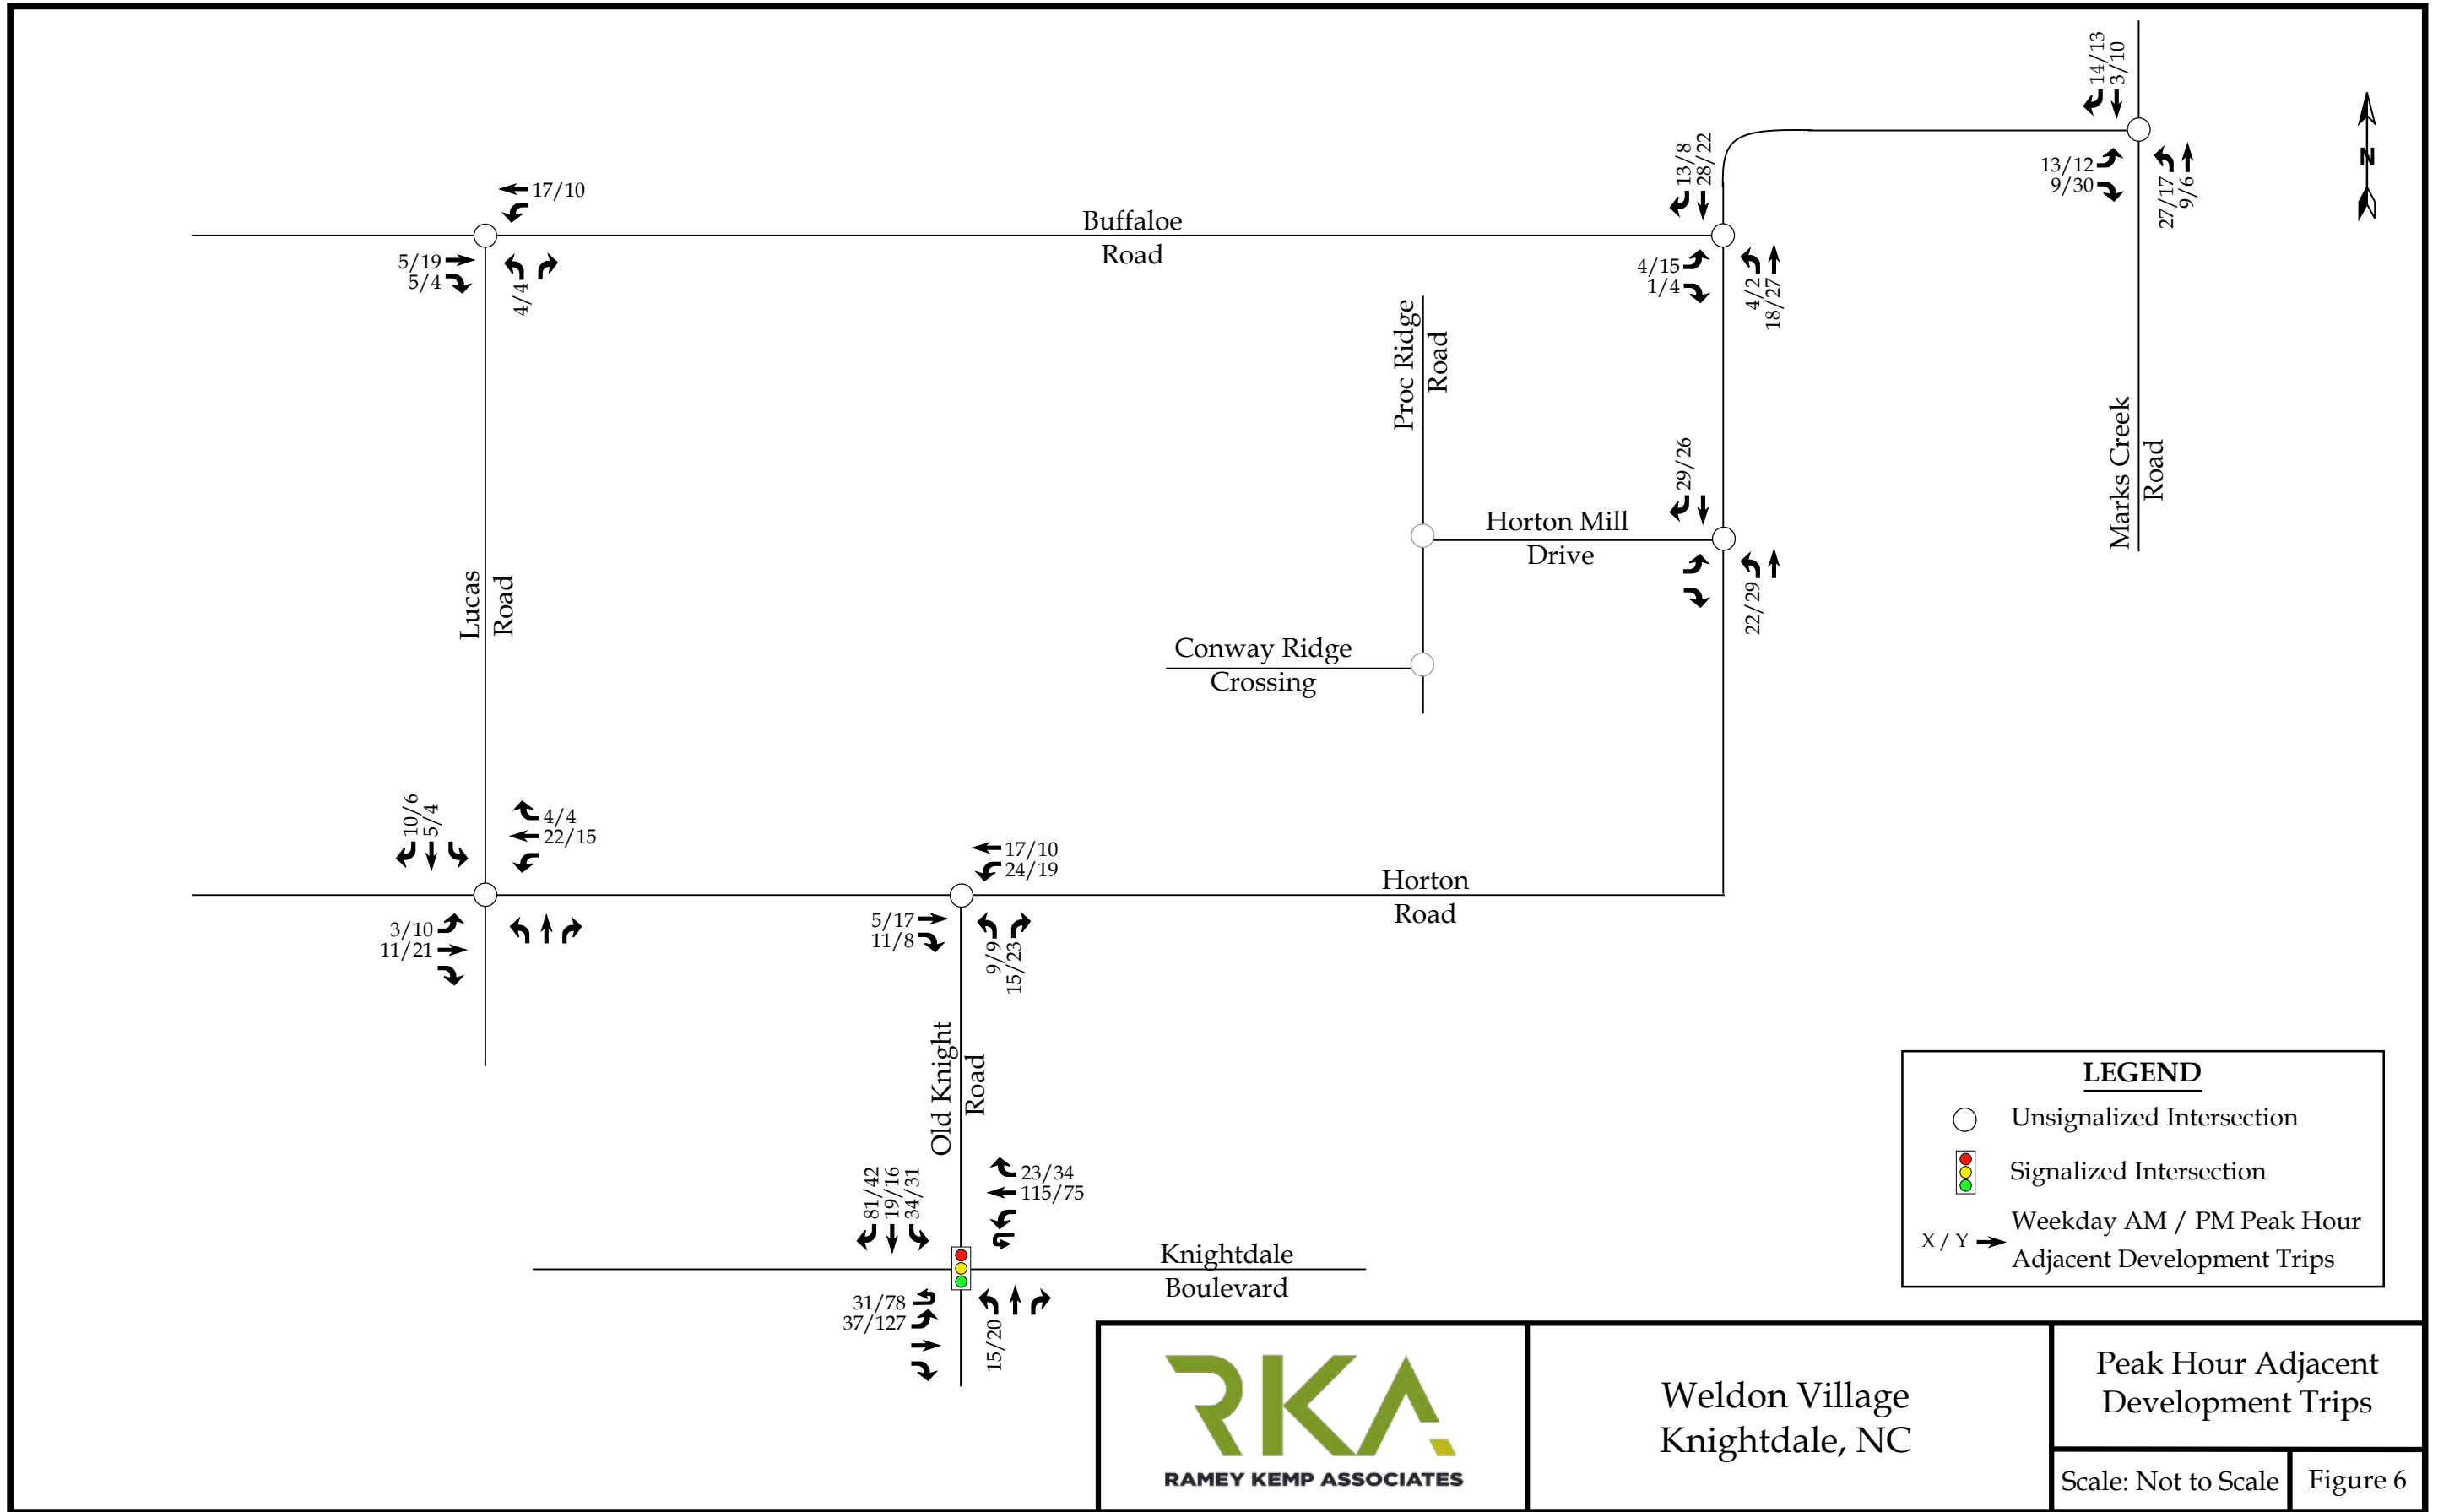 14/13
3/10
13/12
9/30
27/17
9/6
N
13/8
28/22
17/10
Buffaloe
Road
5/19
5/4
4/4
4/15
1/4
4/2
18/27
Proc Ridge
Road
Marks Creek
Road
29/26
Horton Mill
Drive
22/29
Lucas
Road
Conway Ridge
Crossing
10/6
5/4
4/4
22/15
17/10
24/19
Horton
Road
3/10
11/21
5/17
11/8
9/9
15/23
Old Knight
Road
81/42
19/16
34/31
23/34
115/75
Knightdale
Boulevard
31/78
37/127
15/20
LEGEND
Unsignalized Intersection
Signalized Intersection
X / Y
Weekday AM / PM Peak Hour
Adjacent Development Trips
RKA
RAMEY KEMP ASSOCIATES
Weldon Village
Knightdale, NC
Peak Hour Adjacent
Development Trips
Scale: Not to Scale
Figure 6